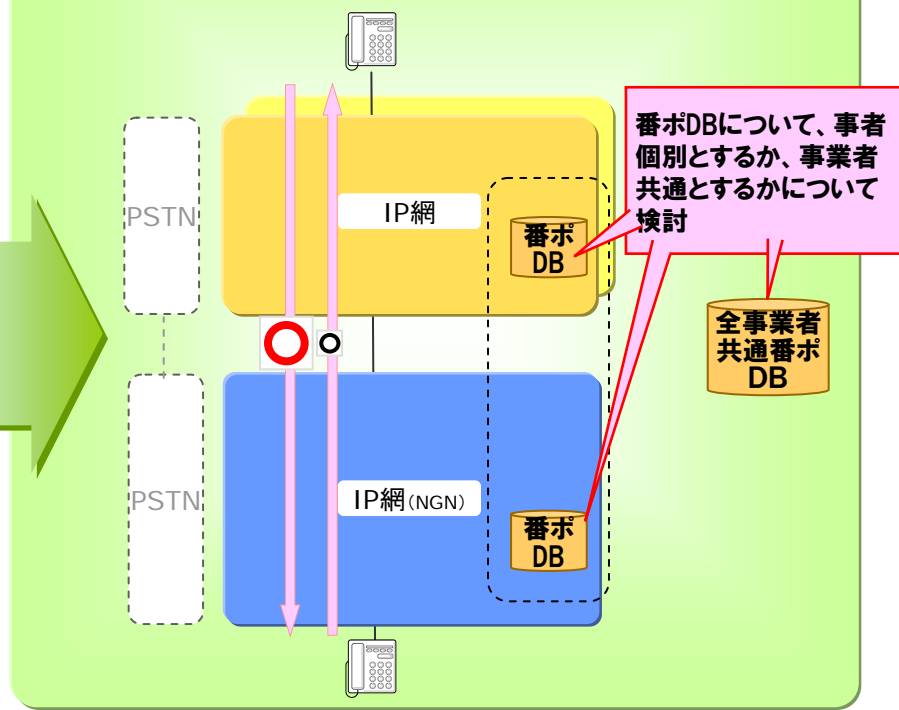 番ポDBについて、事者
個別とするか、事業者
共通とするかについて
検討
PSTN
IP網
番ポ
DB
全事業者
共通番ポ
DB
PSTN
IP網(NGN)
番ポ
DB